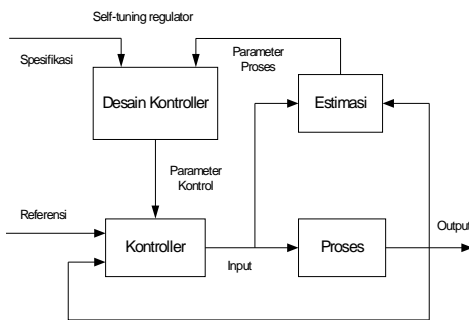 Self-tuning regulator
Spesifikasi
Parameter
Proses
Desain Kontroller
Estimasi
Parameter
Kontrol
Referensi
Kontroller
Input
Proses
Output